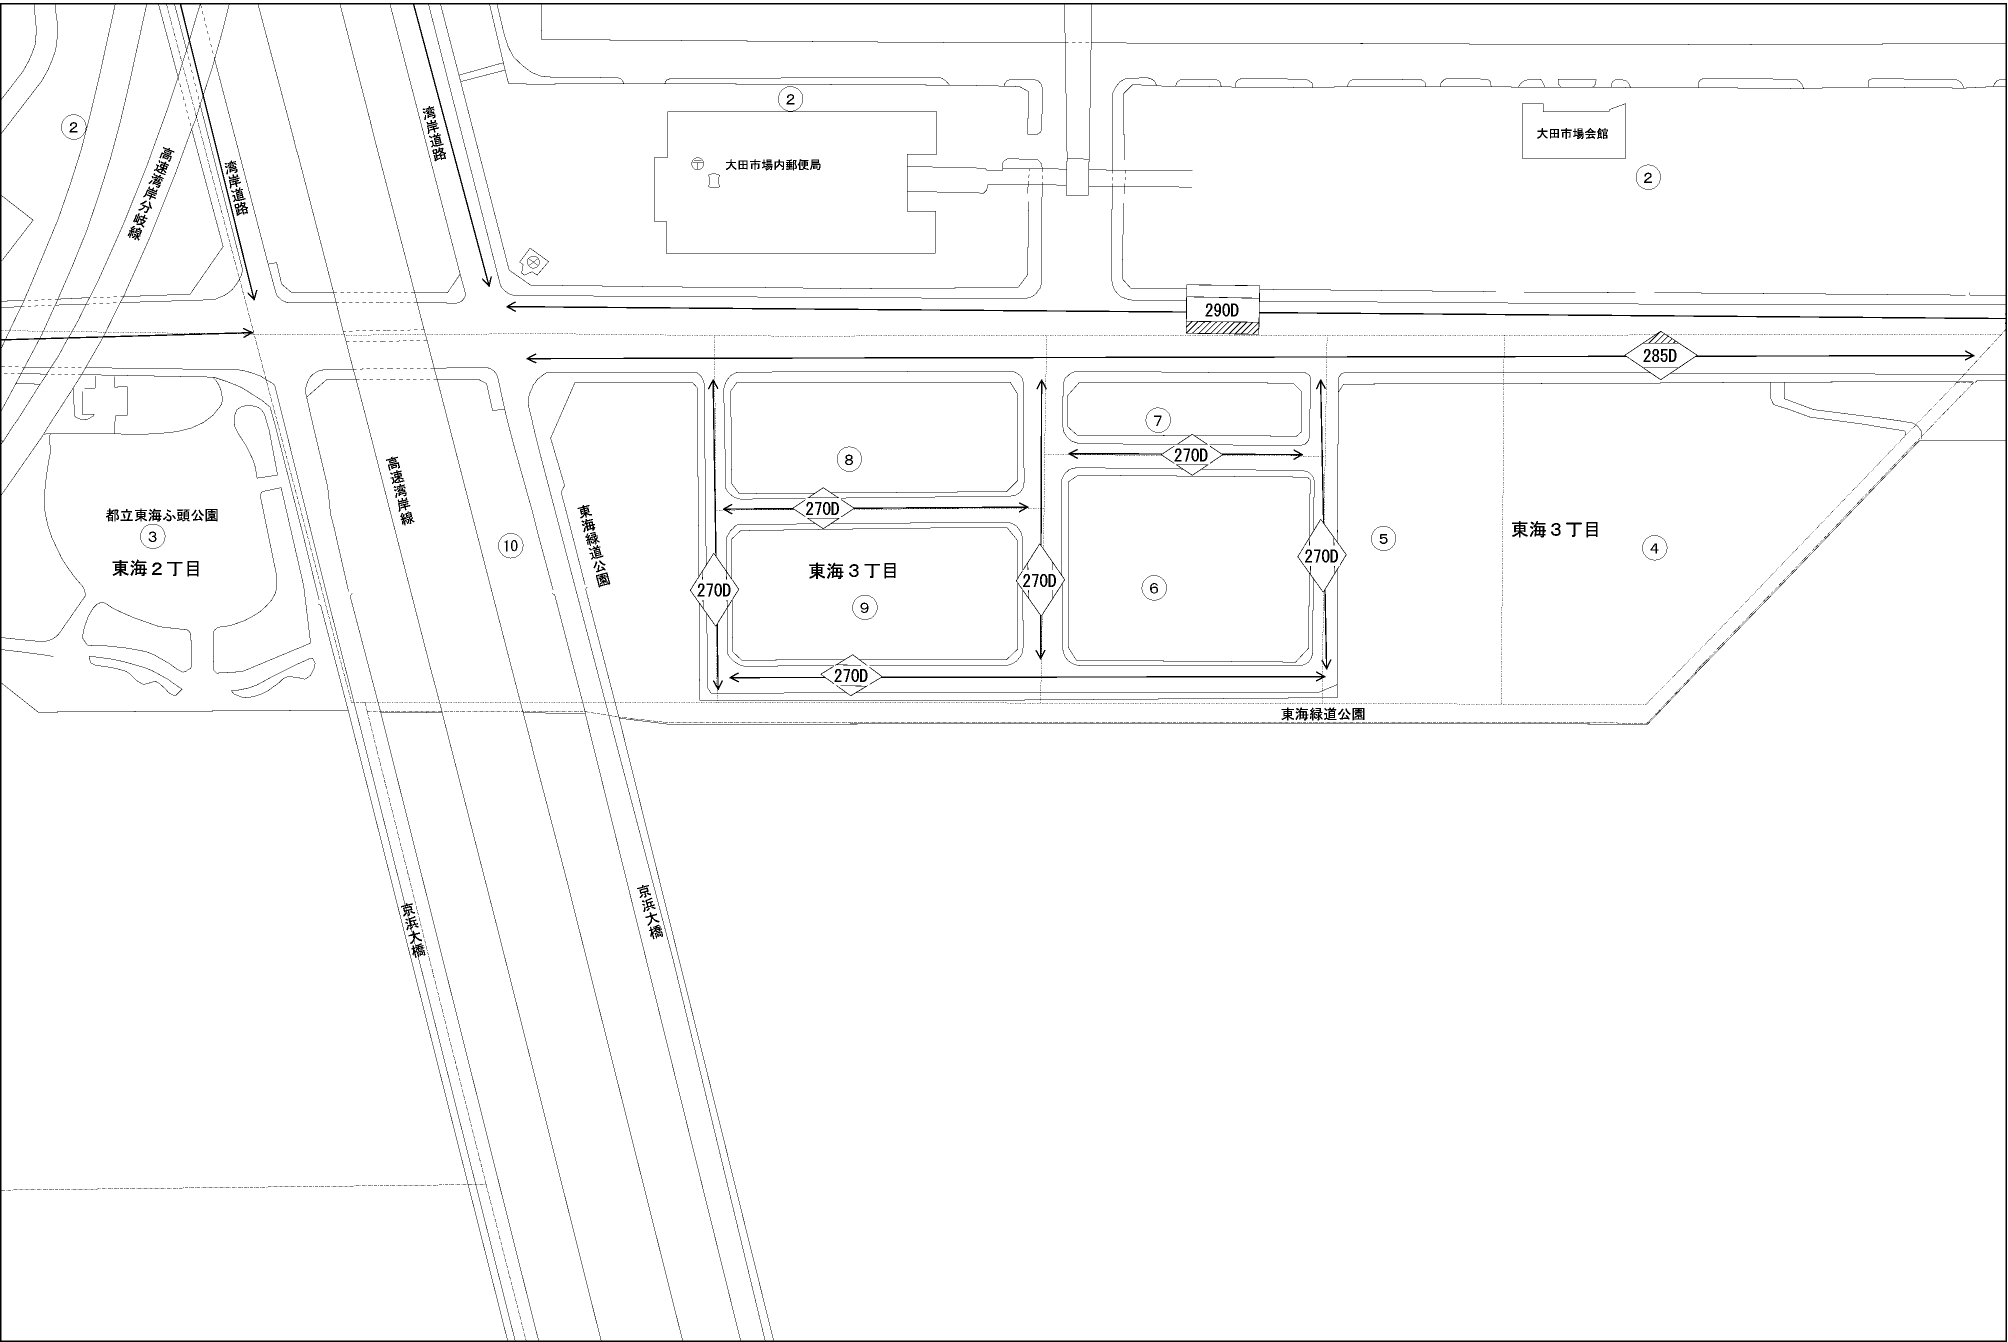 ②
②
大田市場会館
②
大田市場内郵便局
湾岸道路
湾岸道路
高速湾岸分岐線
290D
285D
⑦
⑧
270D
270D
高速湾岸線
都立東海ふ頭公園
③
東海2丁目
⑩
東海緑道公園
270D
270D
270D
270D
東海3丁目
⑨
⑥
⑤
東海3丁目
④
270D
東海緑道公園
京浜大橋
京浜大橋